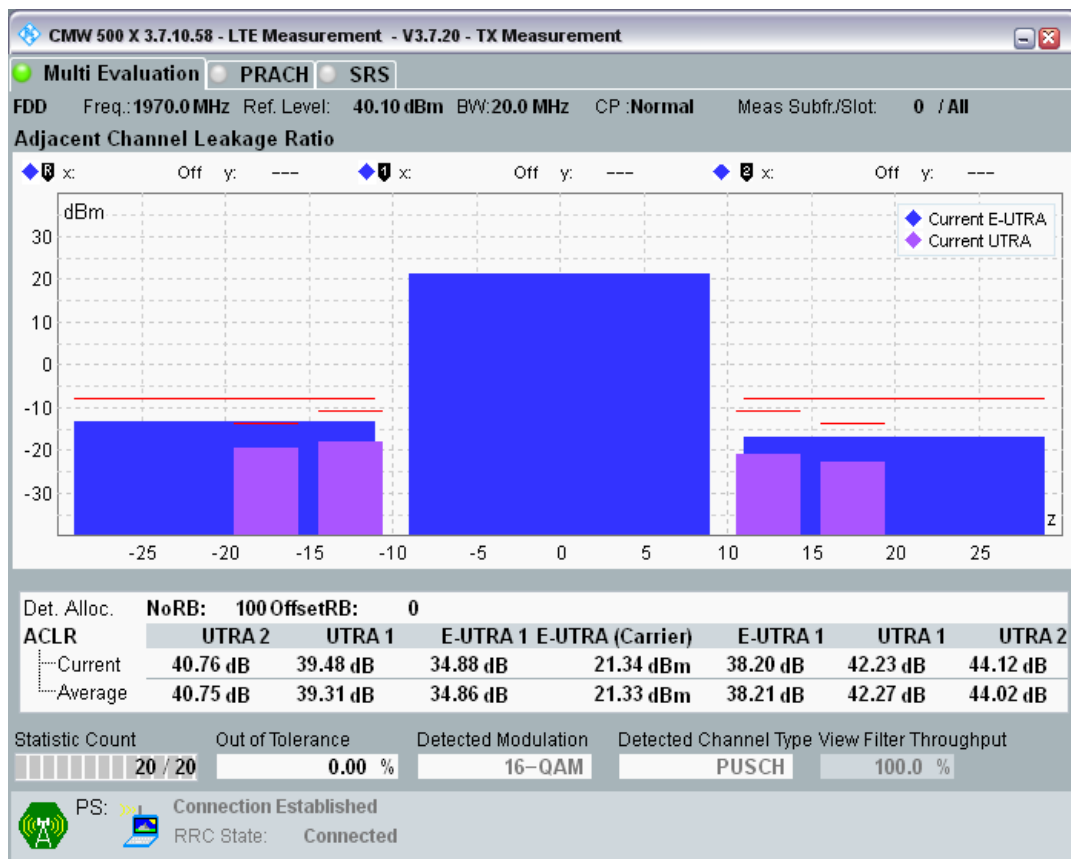 CMW 500 X 3.7.10.58 - LTE Measurement - V3.7.20 - TX Measurement
Multi Evaluation PRACH SRS
FDD Freq.:1970.0 MHz Ref. Level: 40.10 dBm BW:20.0 MHz CP :Normal Meas Subfr./Slot: 0 / All
Adjacent Channel Leakage Ratio
R x: Off y: --- 1 x: Off y: --- 2 x: Off y: ---
dBm
Current E-UTRA
Current UTRA
30
20
10
0
-10
-20
-30
z
-25 -20 -15 -10 -5 0 5 10 15 20 25
Det. Alloc. NoRB: 100 OffsetRB: 0
ACLR UTRA 2 UTRA 1 E-UTRA 1 E-UTRA (Carrier) E-UTRA 1 UTRA 1 UTRA 2
Current 40.76 dB 39.48 dB 34.88 dB 21.34 dBm 38.20 dB 42.23 dB 44.12 dB
Average 40.75 dB 39.31 dB 34.86 dB 21.33 dBm 38.21 dB 42.27 dB 44.02 dB
Statistic Count Out of Tolerance Detected Modulation Detected Channel Type View Filter Throughput
20 / 20 0.00 % 16-QAM PUSCH 100.0 %
PS: Connection Established
RRC State: Connected